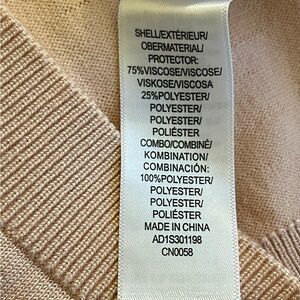 SHELL/EXTÉRIEUR/
OBERMATERIAL/
PROTECTOR:
75%VISCOSE/VISCOSE/
VISKOSE/VISCOSA
25%POLYESTER/
POLYESTER/
POLYESTER/
POLIÉSTER
COMBO/COMBINÉ/
KOMBINATION/
COMBINACIÓN:
100%POLYESTER/
POLYESTER/
POLYESTER/
POLIÉSTER
MADE IN CHINA
AD1S301198
CN0058